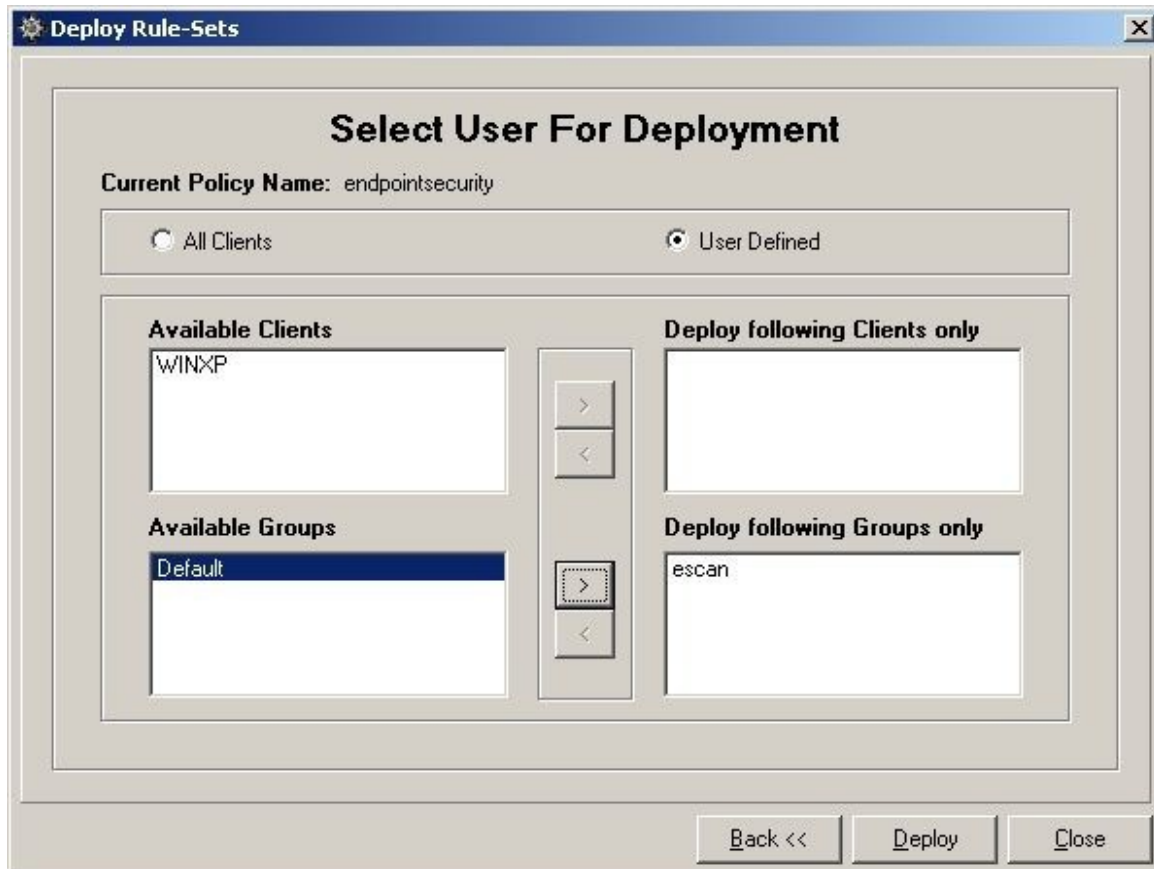 Deploy Rule-Sets
Select User For Deployment
Current Policy Name: endpointsecurity
All Clients
User Defined
Available Clients
WINXP
>
<
Deploy following Clients only
Available Groups
Default
>
<
Deploy following Groups only
escan
Back <<
Deploy
Close